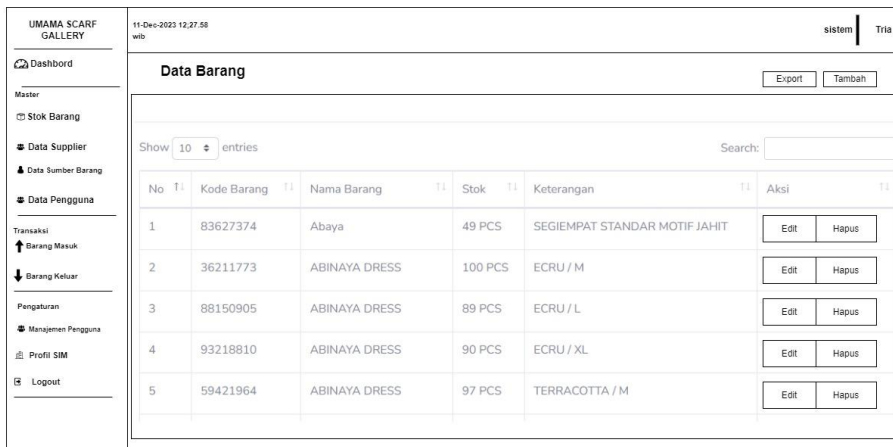 UMAMA SCARF
GALLERY
11-Dec-2023 12;27.58
wib
sistem
Tria
Dashbord
Master
Stok Barang
Data Supplier
Data Sumber Barang
Data Pengguna
Transaksi
Barang Masuk
Barang Keluar
Pengaturan
Manajemen Pengguna
Profil SIM
Logout
Data Barang
Export Tambah
Show 10 entries Search:
No Kode Barang Nama Barang Stok Keterangan Aksi
1 83627374 Abaya 49 PCS SEGIEMPAT STANDAR MOTIF JAHIT Edit Hapus
2 36211773 ABINAYA DRESS 100 PCS ECRU / M Edit Hapus
3 88150905 ABINAYA DRESS 89 PCS ECRU / L Edit Hapus
4 93218810 ABINAYA DRESS 90 PCS ECRU / XL Edit Hapus
5 59421964 ABINAYA DRESS 97 PCS TERRACOTTA / M Edit Hapus